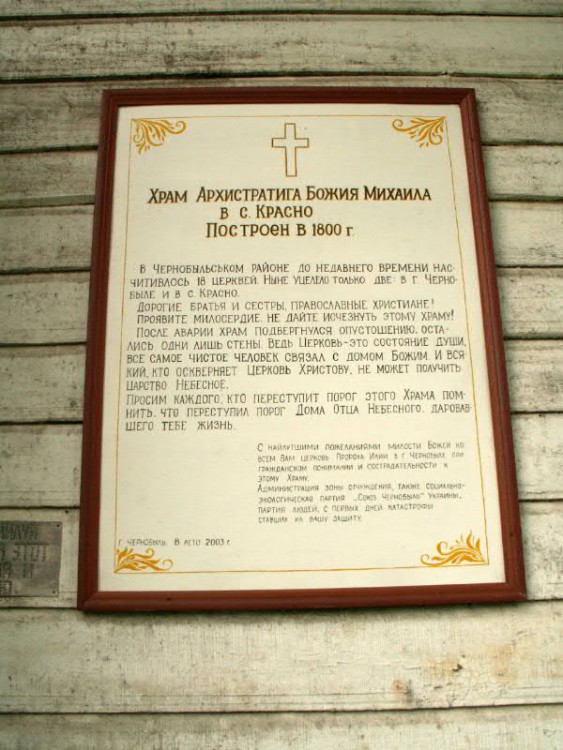 Храм Архистратига Божия Михаила
в с. Красно
Построен в 1800 г.
В Чернобыльском районе до недавнего времени нас-
читивлось 18 церквей. Ныне уцелело только две: в г. Черно-
быле и в с. Красно.
Дорогие братья и сестры, православные христиане!
Проявите милосердие, не дайте исчезнуть этому храму!
После аварии храм подвергнулся опустошению, оста-
лись одни лишь стены. Ведь Церковь-это состояние души,
все самое чистое человек связал с домом Божим. И вся
кий, кто оскверняет Церковь Христову, не может получить
царство Небесное.
Просим каждого, кто переступит порог этого Храма пом-
нить, что переступил порог Дома Отца Небесного, даровав-
шего тебе жизнь.
С найлутшими пожеланиями милости Божей ко
всем Вам церковь Пророка Илии в г. Чернобыле при
гражданском понимании и сострадательности к
этому Храму.
Администрация зоны отчуждения, также социально-
экологическая партия „Союз Чернобыль" Украины,
партия людей, с первых дней катастрофы
ставших на вашу защиту.
г. Чернобыль. 8 лето 2003 г.